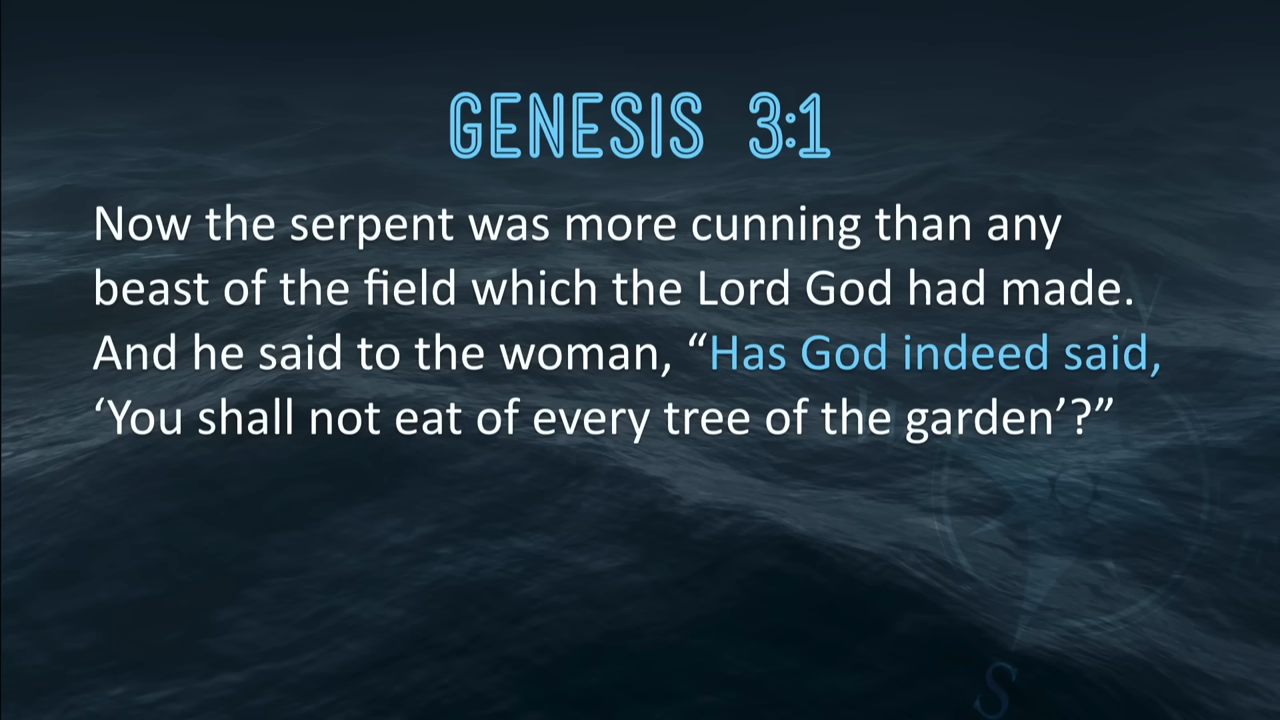 GENESIS 3:1
Now the serpent was more cunning than any
beast of the field which the Lord God had made.
And he said to the woman, “Has God indeed said,
‘You shall not eat of every tree of the garden’?”
S